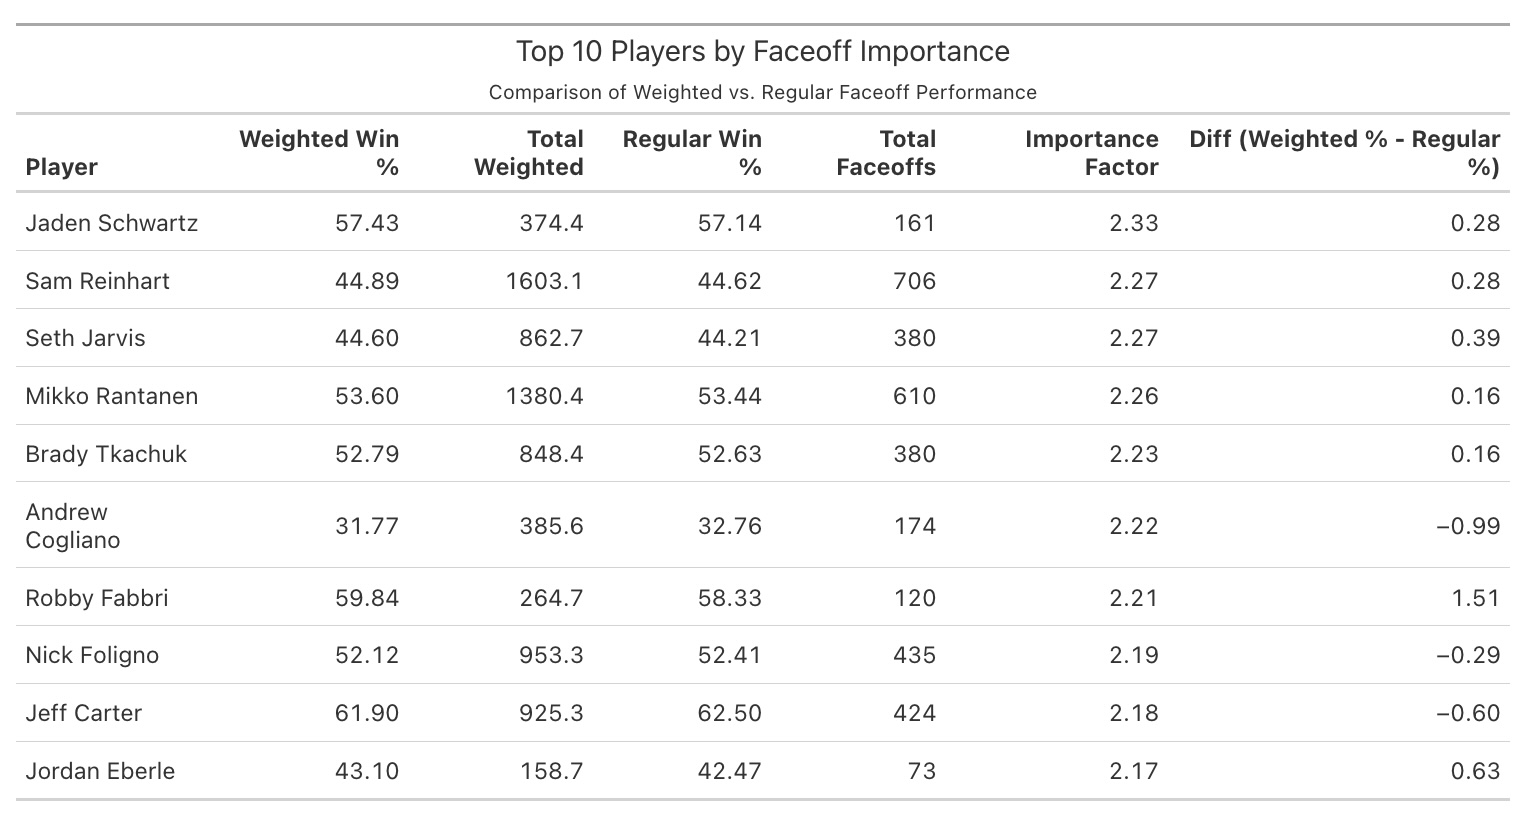 Top 10 Players by Faceoff Importance
Comparison of Weighted vs. Regular Faceoff Performance
Player Weighted Win % Total Weighted Regular Win % Total Faceoffs Importance Factor Diff (Weighted % - Regular %)
Jaden Schwartz 57.43 374.4 57.14 161 2.33 0.28
Sam Reinhart 44.89 1603.1 44.62 706 2.27 0.28
Seth Jarvis 44.60 862.7 44.21 380 2.27 0.39
Mikko Rantanen 53.60 1380.4 53.44 610 2.26 0.16
Brady Tkachuk 52.79 848.4 52.63 380 2.23 0.16
Andrew Cogliano 31.77 385.6 32.76 174 2.22 −0.99
Robby Fabbri 59.84 264.7 58.33 120 2.21 1.51
Nick Foligno 52.12 953.3 52.41 435 2.19 −0.29
Jeff Carter 61.90 925.3 62.50 424 2.18 −0.60
Jordan Eberle 43.10 158.7 42.47 73 2.17 0.63